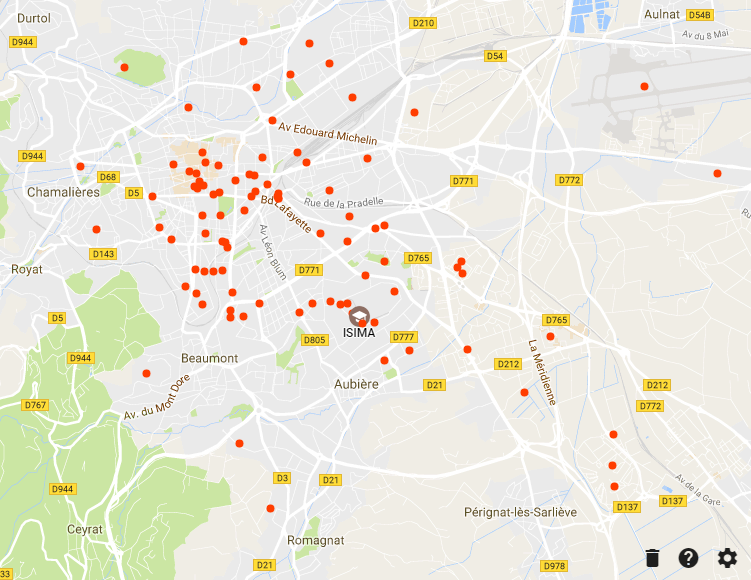 Durtol
D210
Aulnat
D54B
D944
Av du 8 Mai
D54
Av Edouard Michelin
D944
D68
D771
D772
Chamalières
D5
Rue de la Pradelle
Bd Lafayette
Ru
D143
Av Léon Blum
D765
Royat
D771
D5
D765
ISIMA
D805
D777
Beaumont
D944
D212
La Méridienne
Aubière
D21
D212
Av. du Mont Dore
D767
D772
D3
D21
D944
Av de la Gare
D137
D137
Pérignat-lès-Sarliève
Ceyrat
Romagnat
D21
D978
33